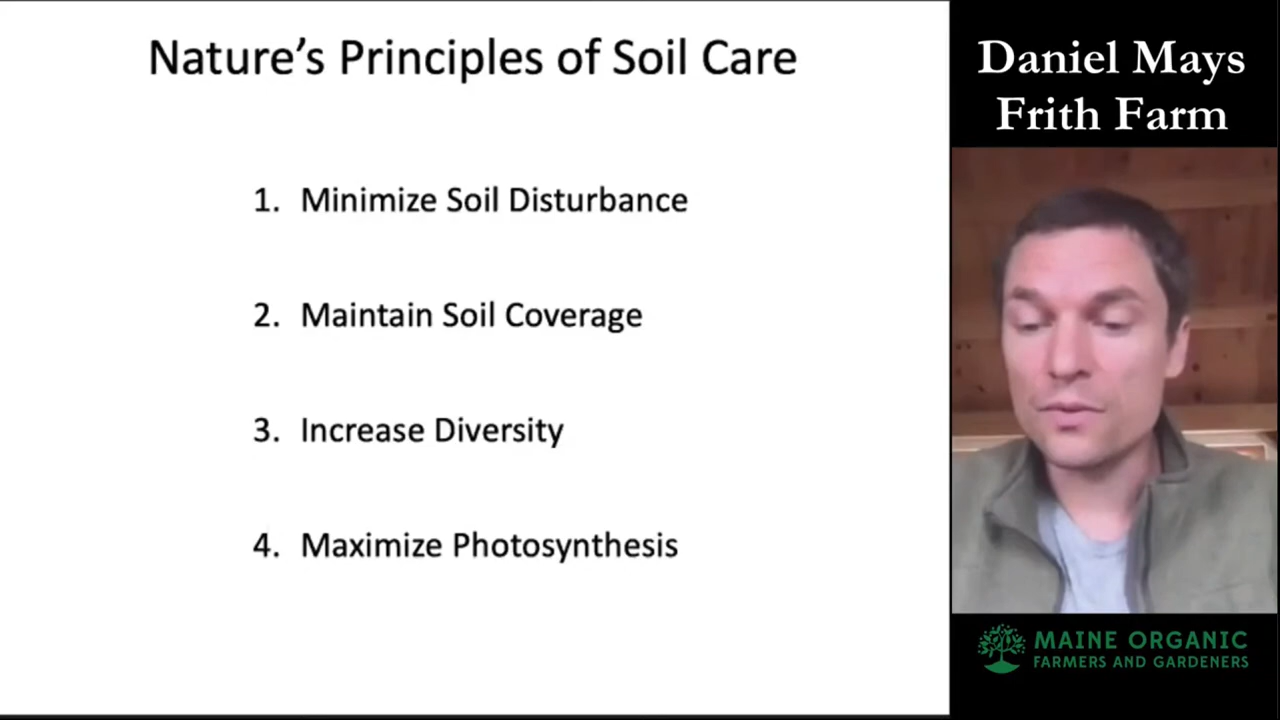 Nature’s Principles of Soil Care
1. Minimize Soil Disturbance
2. Maintain Soil Coverage
3. Increase Diversity
4. Maximize Photosynthesis
Daniel Mays
Frith Farm
MAINE ORGANIC
FARMERS AND GARDENERS